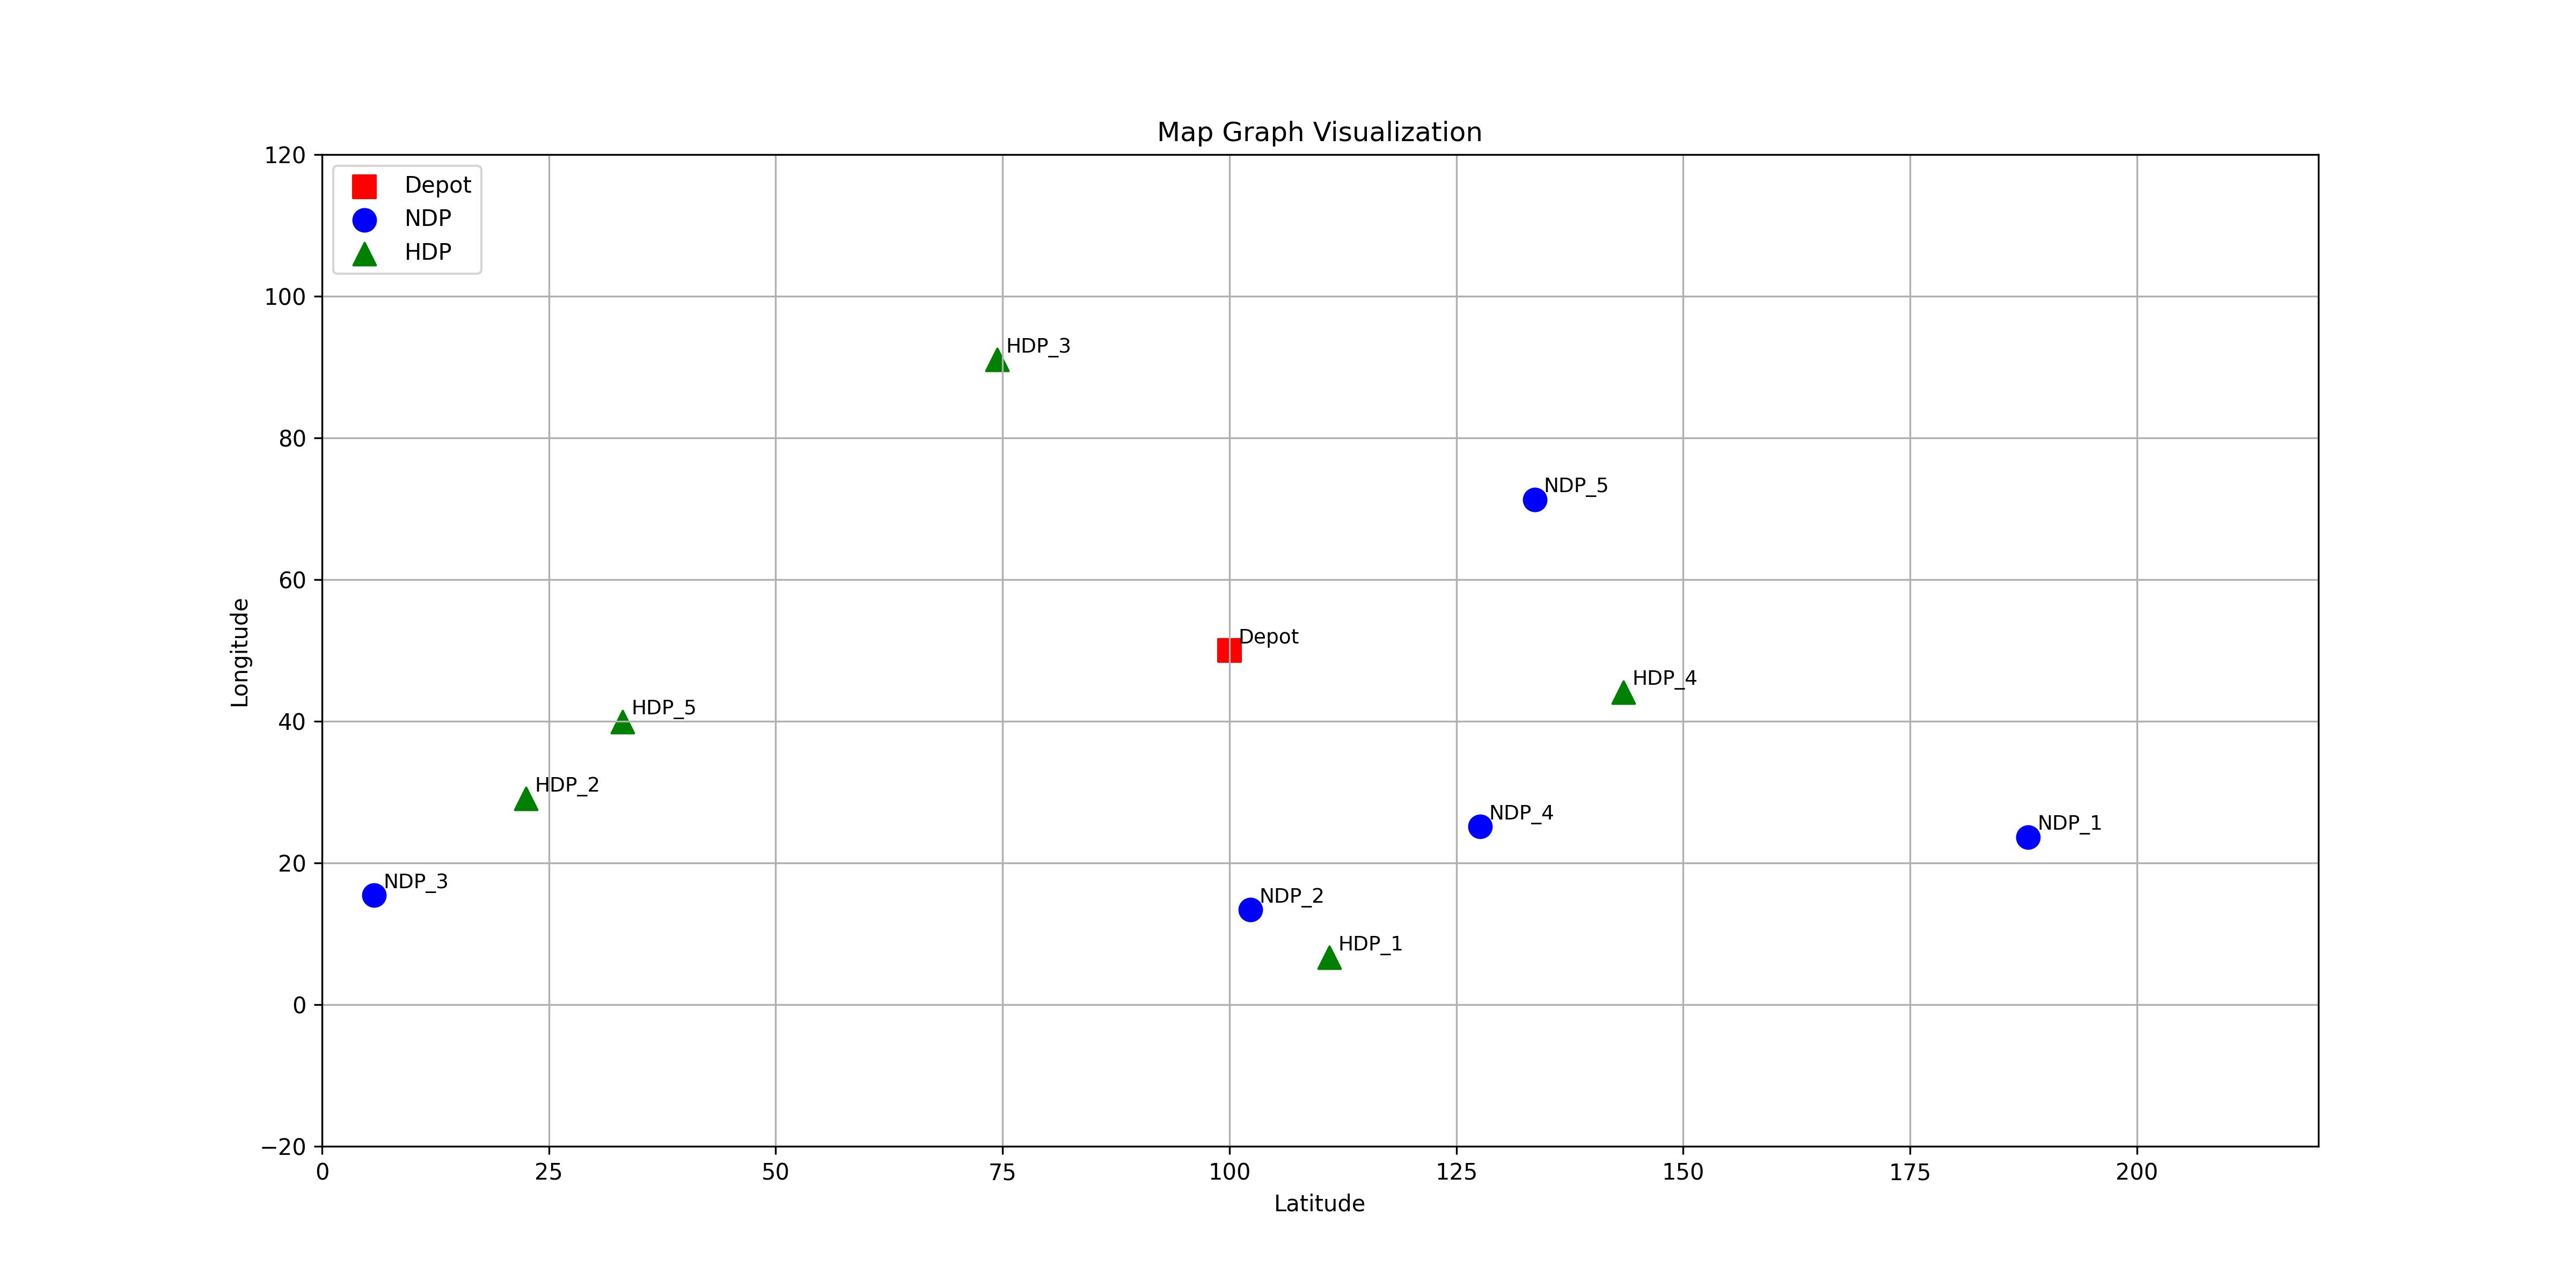 Map Graph Visualization
120
100
80
60
40
20
0
−20
Longitude
Depot
NDP
HDP
HDP_3
NDP_5
Depot
HDP_4
HDP_5
HDP_2
NDP_4
NDP_1
NDP_3
NDP_2
HDP_1
0 25 50 75 100 125 150 175 200
Latitude